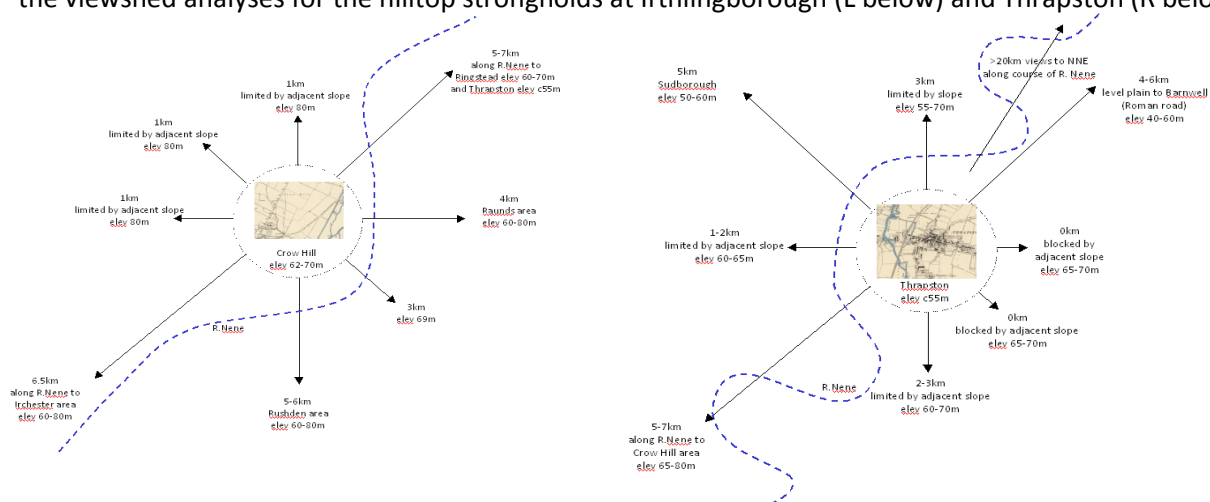 the viewshed analyses for the hilltop strongholds at Irthlingborough (L below) and Thrapston (R belo
5-7km
along R.Nene to
Ringstead elev 60-70m
and Thrapston elev c55m
1km
limited by adjacent slope
elev 80m
1km
limited by adjacent slope
elev 80m
1km
limited by adjacent slope
elev 80m
4km
Raunds area
elev 60-80m
Crow Hill
elev 62-70m
3km
elev 69m
R.Nene
6.5km
along R.Nene to
Irchester area
elev 60-80m
5-6km
Rushden area
elev 60-80m
5km
Sudborough
elev 50-60m
3km
limited by slope
elev 55-70m
>20km views to NNE
along course of R. Nene
4-6km
level plain to Barnwell
(Roman road)
elev 40-60m
1-2km
limited by adjacent slope
elev 60-65m
Thrapston
elev c55m
0km
blocked by
adjacent slope
elev 65-70m
0km
blocked by adjacent slope
elev 65-70m
R.Nene
2-3km
limited by adjacent slope
elev 60-70m
5-7km
along R.Nene to
Crow Hill area
elev 65-80m